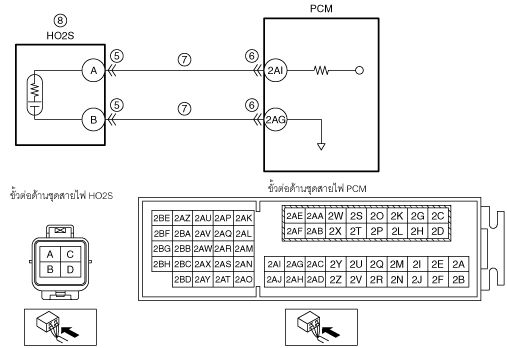 PCM
⑧
HO2S
⑤ ⑦ ⑥
A 2AI
⑤ ⑦ ⑥
B 2AG
ขั้วต่อด้านชุดสายไฟ HO2S
ขั้วต่อด้านชุดสายไฟ PCM
A C
B D
2BE 2AZ 2AU 2AP 2AK
2BF 2BA 2AV 2AQ 2AL
2BG 2BB 2AW 2AR 2AM
2BH 2BC 2AX 2AS 2AN
2BD 2AY 2AT 2AO
2AE 2AA 2W 2S 2O 2K 2G 2C
2AF 2AB 2X 2T 2P 2L 2H 2D
2AI 2AG 2AC 2Y 2U 2Q 2M 2I 2E 2A
2AJ 2AH 2AD 2Z 2V 2R 2N 2J 2F 2B